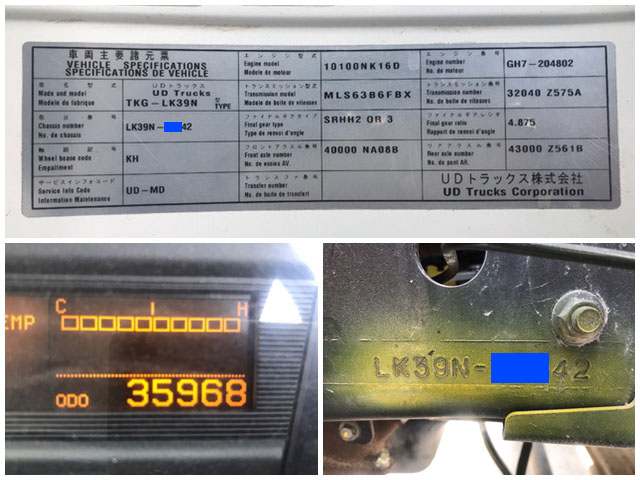 車両主要諸元票
VEHICLE SPECIFICATIONS
SPECIFICATIONS DE VEHICLE
車名型式
Made and model
Modele de fabrique
UDトラックス
UD Trucks
TKG-LK39N 型 TYPE
車台番号
Chassis number
No. de chassis
LK39N- 42
軸距記号
Wheel bease code
Empattement
KH
サービスインフォコード
Service Info Code
Information Maintenance
UD-MD
エンジン型式
Engine model
Modele de moteur
10100NK16D
トランスミッション型式
Transmission model
Modele de boite de vitesses
MLS63B6FBX
ファイナルギアタイプ
Final gear type
Type de renvoi d'angle
SRHH2 OR 3
フロントアクスル番号
Front axle number
No. de essieu AV.
40000 NA08B
トランスファ番号
Transfer number
No. de boite de transfert
エンジン番号
Engine number
No. de moteur
GH7-204802
トランスミッション番号
Transmission number
No. de boite de vitesses
32040 Z575A
ファイナルギアレシオ
Final gear ratio
Rapport de renvoi d'angle
4.875
リアアクスル番号
Rear axle number
No. de pont AR.
43000 Z561B
UDトラックス株式会社
UD Trucks Corporation
EMP
C H
ODO 35968
LK39N- 42